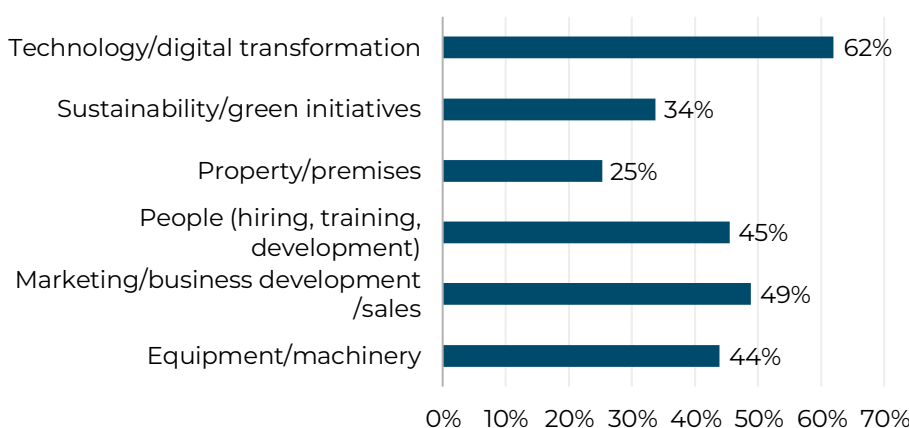 Technology/digital transformation 62%
Sustainability/green initiatives 34%
Property/premises 25%
People (hiring, training,
development) 45%
Marketing/business development
/sales 49%
Equipment/machinery 44%
0% 10% 20% 30% 40% 50% 60% 70%